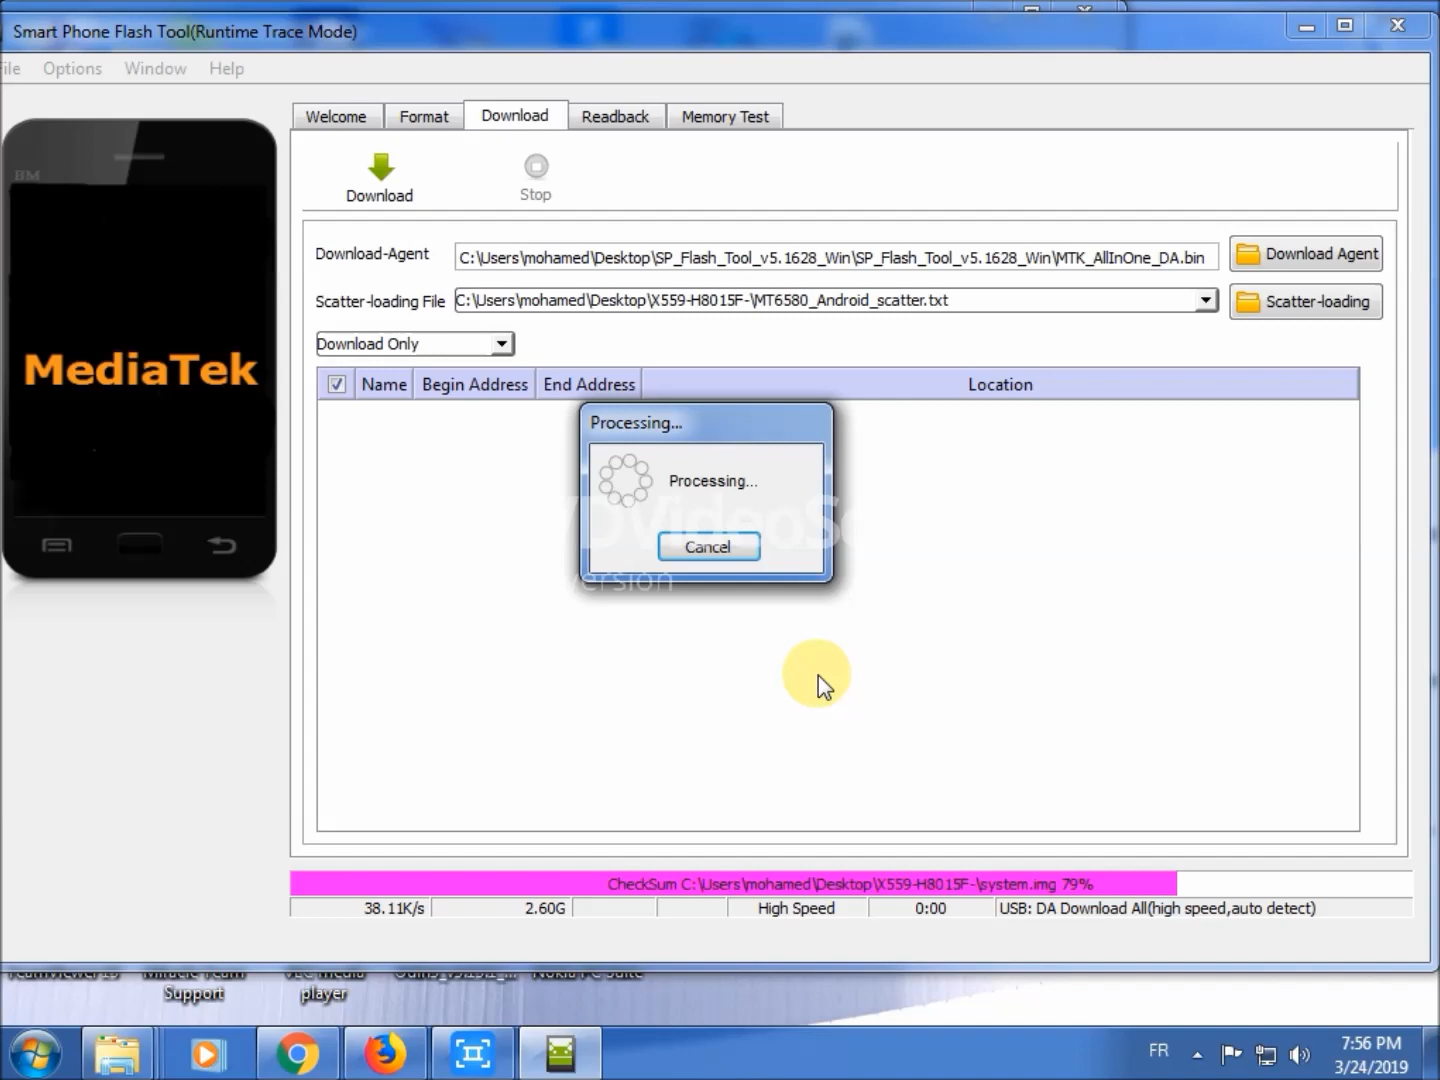 Smart Phone Flash Tool(Runtime Trace Mode)
Options Window Help
Welcome Format Download Readback Memory Test
BM
Download Stop
Download-Agent C:\Users\mohamed\Desktop\SP_Flash_Tool_v5.1628_Win\SP_Flash_Tool_v5.1628_Win\MTK_AllInOne_DA.bin Download Agent
Scatter-loading File C:\Users\mohamed\Desktop\X559-H8015F-\MT6580_Android_scatter.txt Scatter-loading
Download Only
MediaTek
Name Begin Address End Address Location
Processing...
Processing...
Cancel
version
CheckSum C:\Users\mohamed\Desktop\X559-H8015F-\system.img 79%
38.11K/s 2.60G High Speed 0:00 USB: DA Download All(high speed,auto detect)
Support player
FR 7:56 PM
3/24/2019